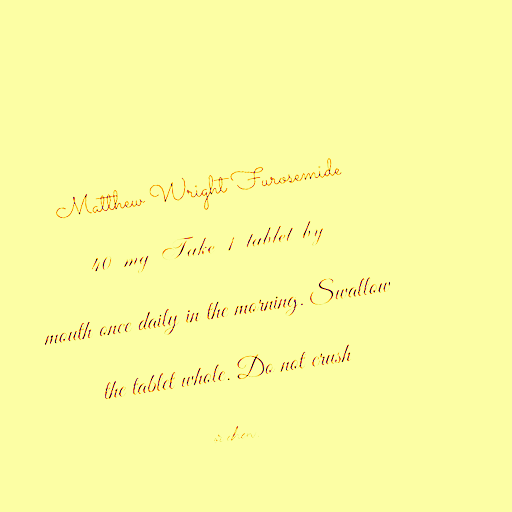 Matthew Wright Furosemide
40 mg Take 1 tablet by
mouth once daily in the morning. Swallow
the tablet whole. Do not crush